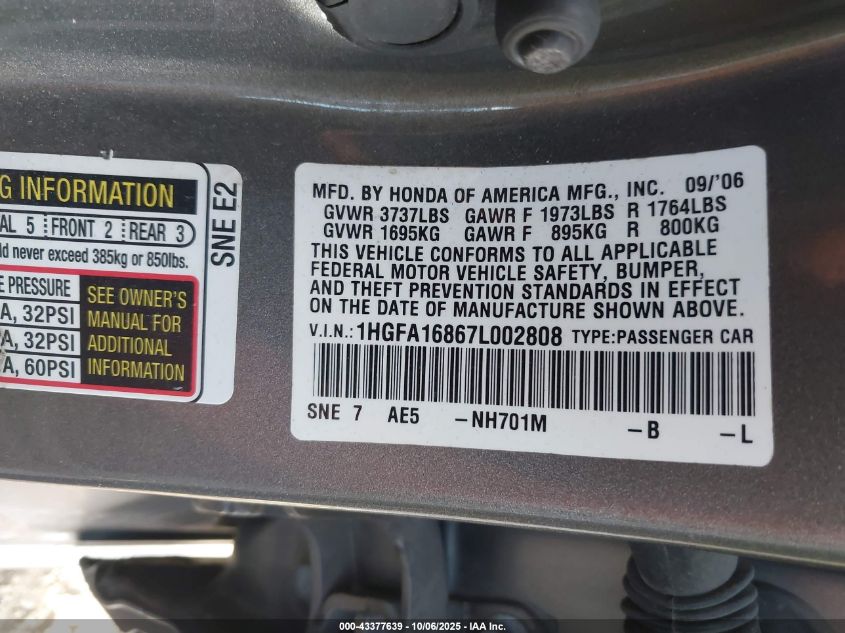 G INFORMATION
AL 5 FRONT 2 REAR 3
ld never exceed 385kg or 850lbs.
E PRESSURE
A, 32PSI
A, 32PSI
A, 60PSI
SEE OWNER'S
MANUAL FOR
ADDITIONAL
INFORMATION
SNE E2
MFD. BY HONDA OF AMERICA MFG., INC. 09/'06
GVWR 3737LBS GAWR F 1973LBS R 1764LBS
GVWR 1695KG GAWR F 895KG R 800KG
THIS VEHICLE CONFORMS TO ALL APPLICABLE
FEDERAL MOTOR VEHICLE SAFETY, BUMPER,
AND THEFT PREVENTION STANDARDS IN EFFECT
ON THE DATE OF MANUFACTURE SHOWN ABOVE.
V.I.N.: 1HGFA16867L002808 TYPE:PASSENGER CAR
SNE 7 AE5 -NH701M -B -L
000-43377639 - 10/06/2025 - IAA, Inc.